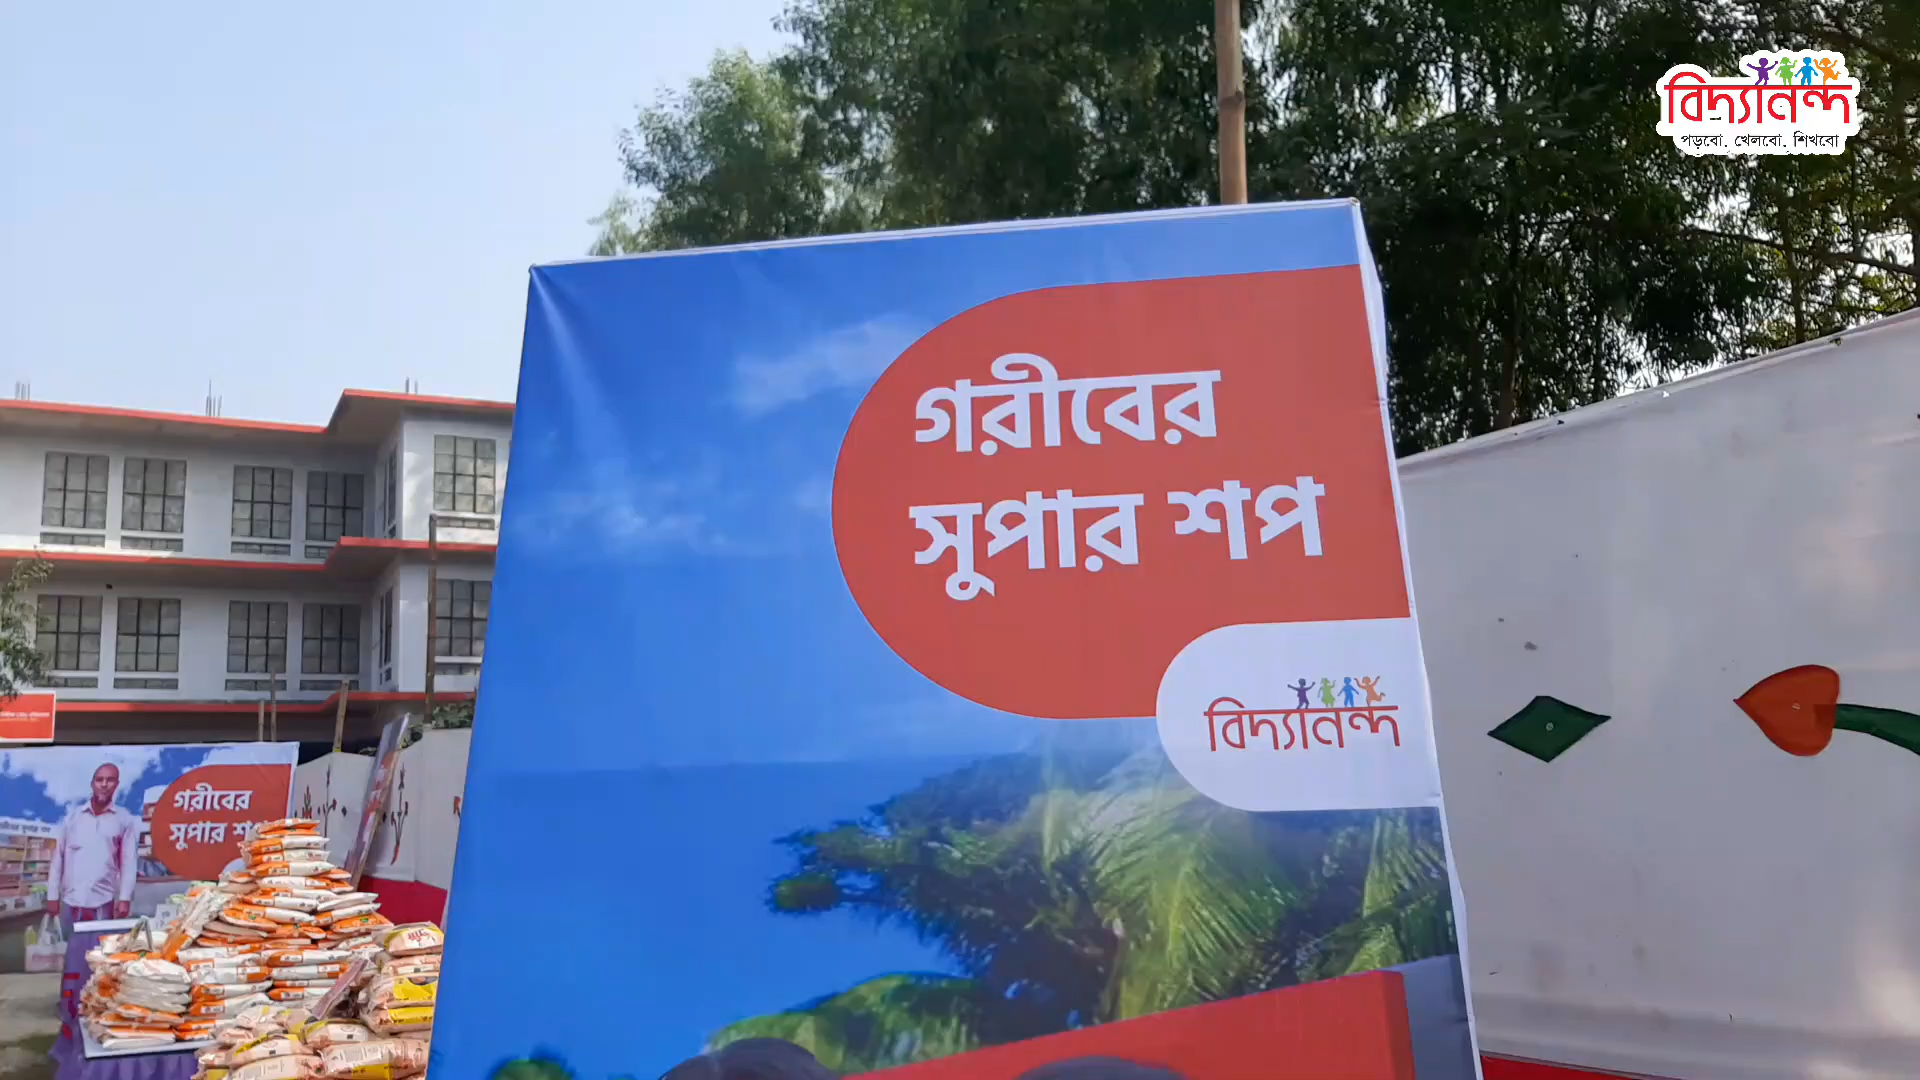 বিদ্যানন্দ
পড়বো, খেলবো, শিখবো
গরীবের
সুপার শপ
বিদ্যানন্দ
গরীবের
সুপার